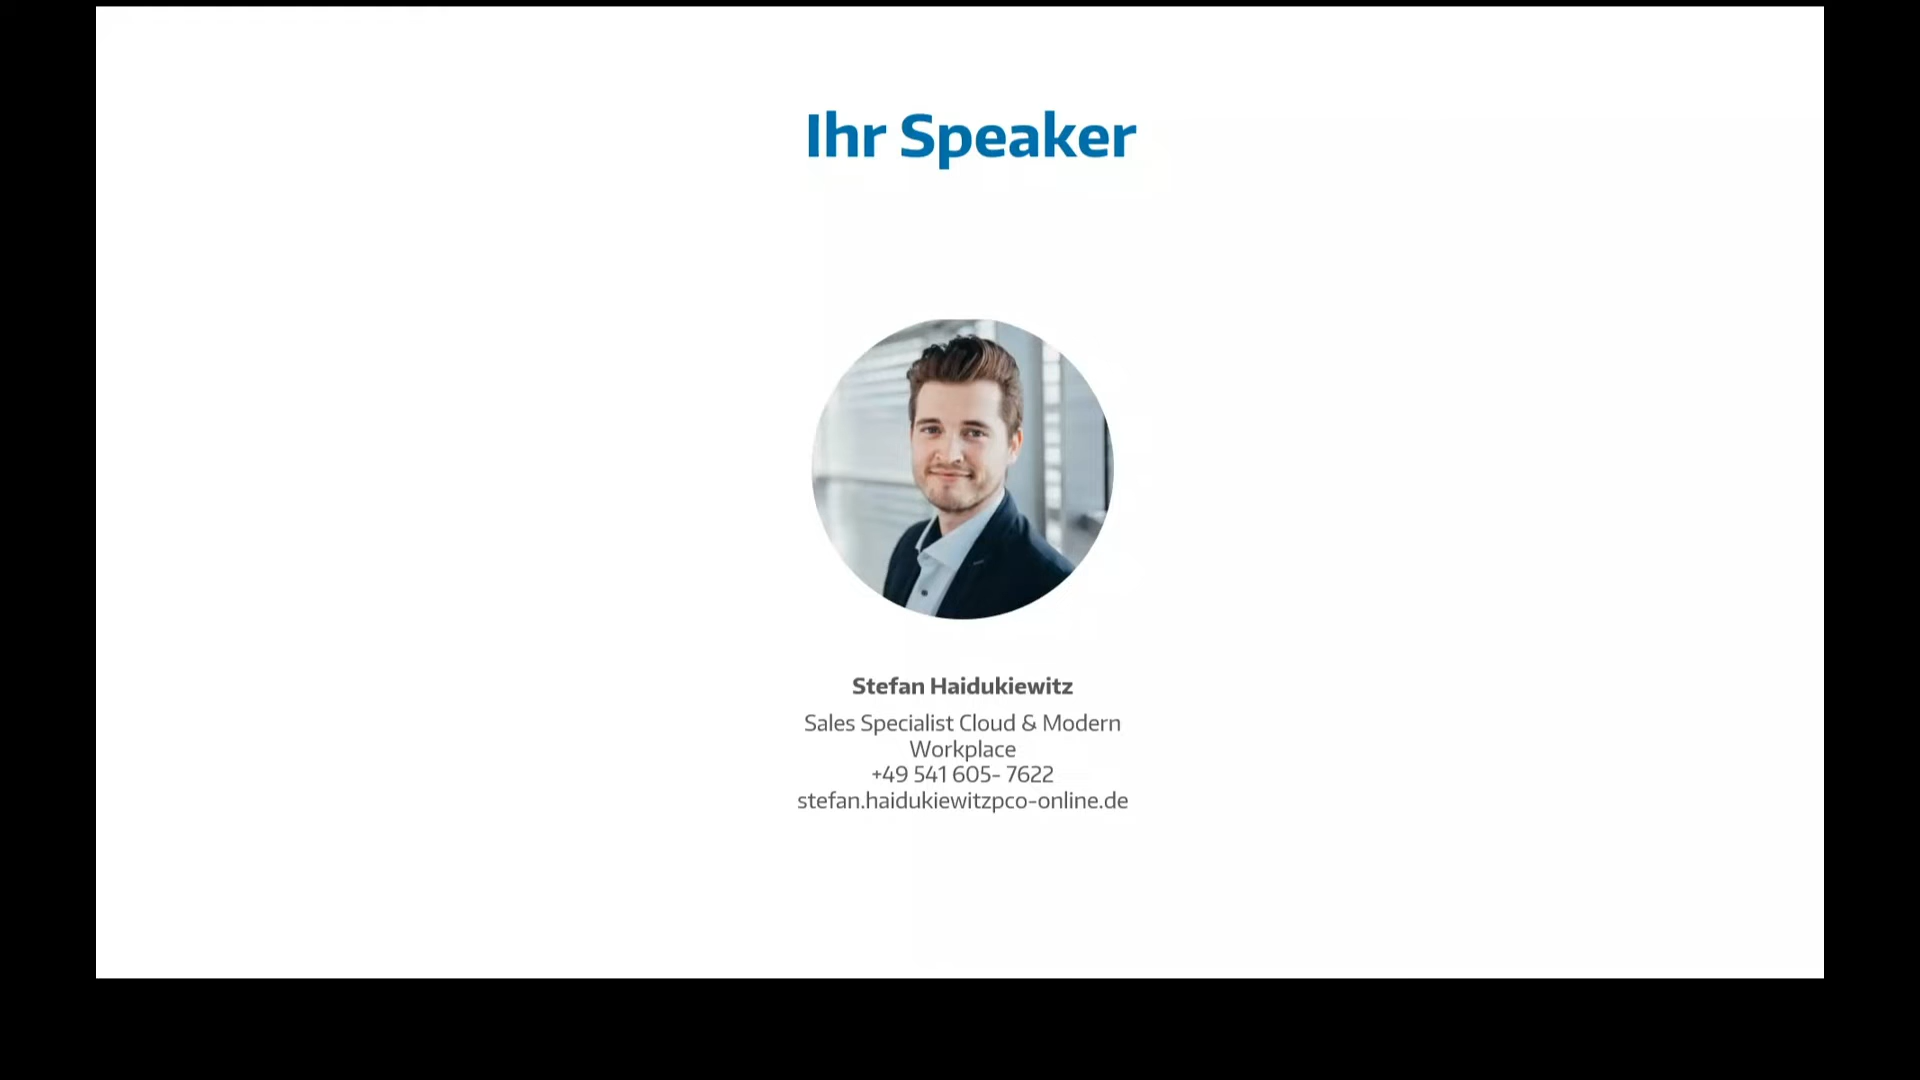 Ihr Speaker
Stefan Haidukiewitz
Sales Specialist Cloud & Modern
Workplace
+49 541 605- 7622
stefan.haidukiewitzpco-online.de